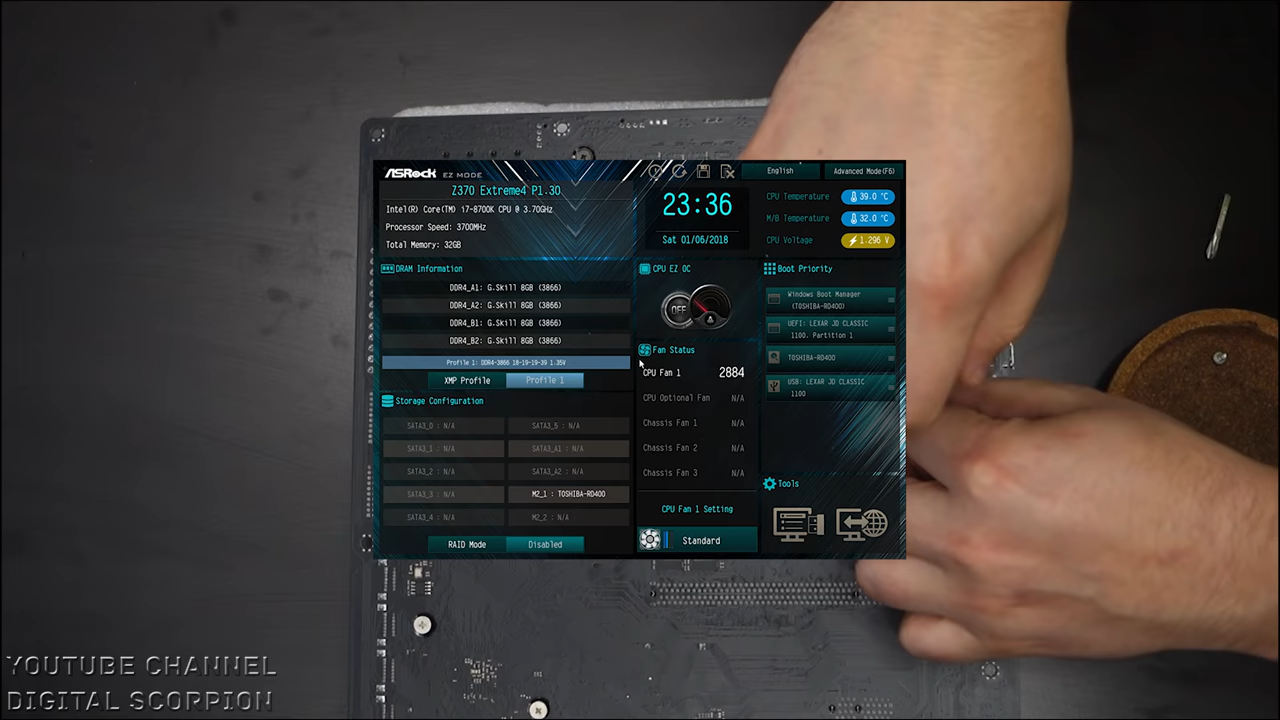 ASRock EZ MODE
English
Advanced Mode(F6)
Z370 Extreme4 P1.30
Intel(R) Core(TM) i7-8700K CPU @ 3.70GHz
Processor Speed: 3700MHz
Total Memory: 32GB
23:36
Sat 01/06/2018
CPU Temperature
39.0 °C
M/B Temperature
32.0 °C
CPU Voltage
1.296 V
DRAM Information
DDR4_A1: G.Skill 8GB (3866)
DDR4_A2: G.Skill 8GB (3866)
DDR4_B1: G.Skill 8GB (3866)
DDR4_B2: G.Skill 8GB (3866)
Profile 1: DDR4-3866 18-19-19-39 1.35V
XMP Profile
Profile 1
Storage Configuration
SATA3_0 : N/A
SATA3_5 : N/A
SATA3_1 : N/A
SATA3_A1 : N/A
SATA3_2 : N/A
SATA3_A2 : N/A
SATA3_3 : N/A
M2_1 : TOSHIBA-RD400
SATA3_4 : N/A
M2_2 : N/A
RAID Mode
Disabled
CPU EZ OC
OFF
Fan Status
CPU Fan 1 2884
CPU Optional Fan N/A
Chassis Fan 1 N/A
Chassis Fan 2 N/A
Chassis Fan 3 N/A
CPU Fan 1 Setting
Standard
Boot Priority
Windows Boot Manager
(TOSHIBA-RD400)
UEFI: LEXAR JD CLASSIC
1100, Partition 1
TOSHIBA-RD400
USB: LEXAR JD CLASSIC
1100
Tools
YOUTUBE CHANNEL
DIGITAL SCORPION